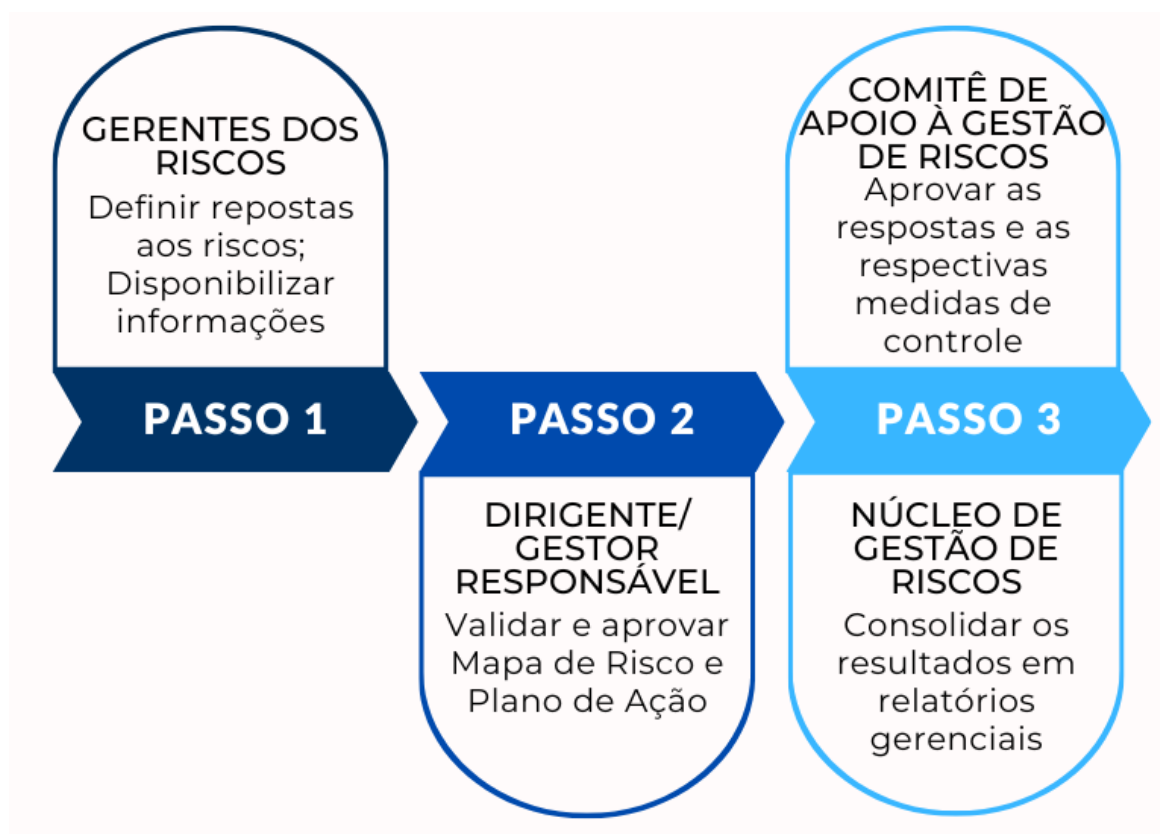 GERENTES DOS
RISCOS
Definir repostas
aos riscos;
Disponibilizar
informações
PASSO 1
PASSO 2
DIRIGENTE/
GESTOR
RESPONSÁVEL
Validar e aprovar
Mapa de Risco e
Plano de Ação
COMITÊ DE
APOIO À GESTÃO
DE RISCOS
Aprovar as
respostas e as
respectivas
medidas de
controle
PASSO 3
NÚCLEO DE
GESTÃO DE
RISCOS
Consolidar os
resultados em
relatórios
gerenciais